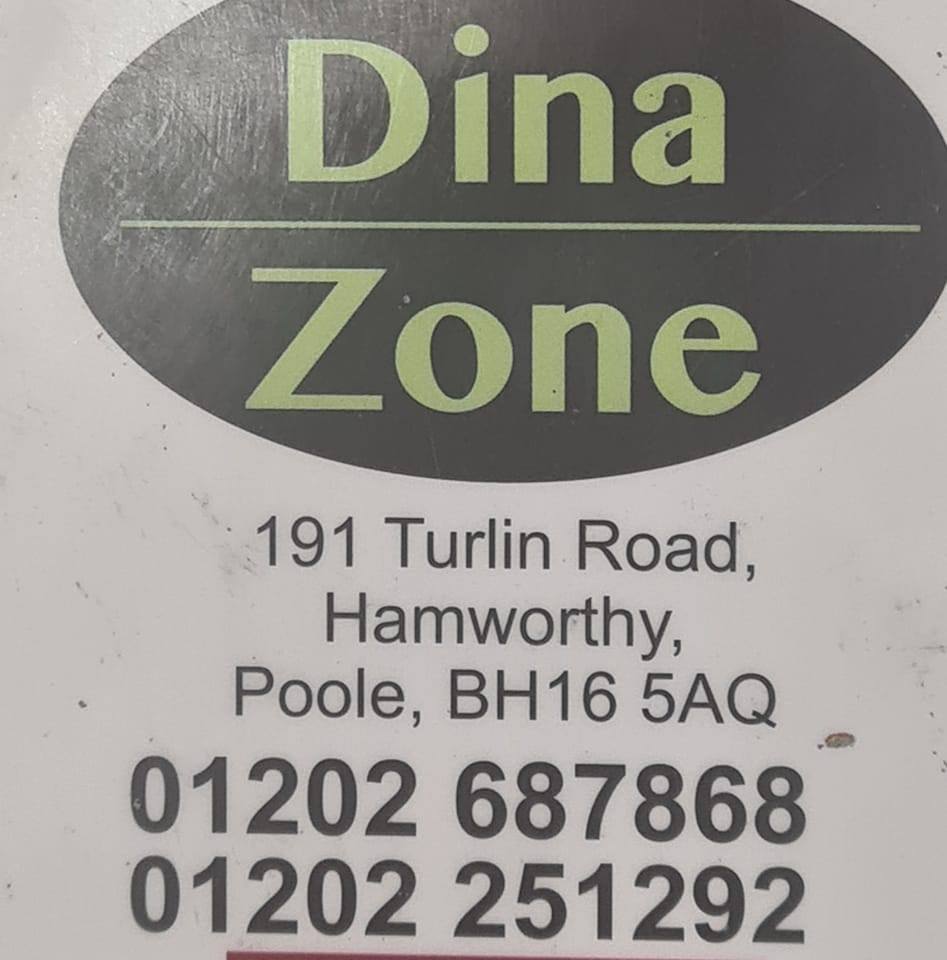 Dina
Zone
191 Turlin Road,
Hamworthy,
Poole, BH16 5AQ
01202 687868
01202 251292